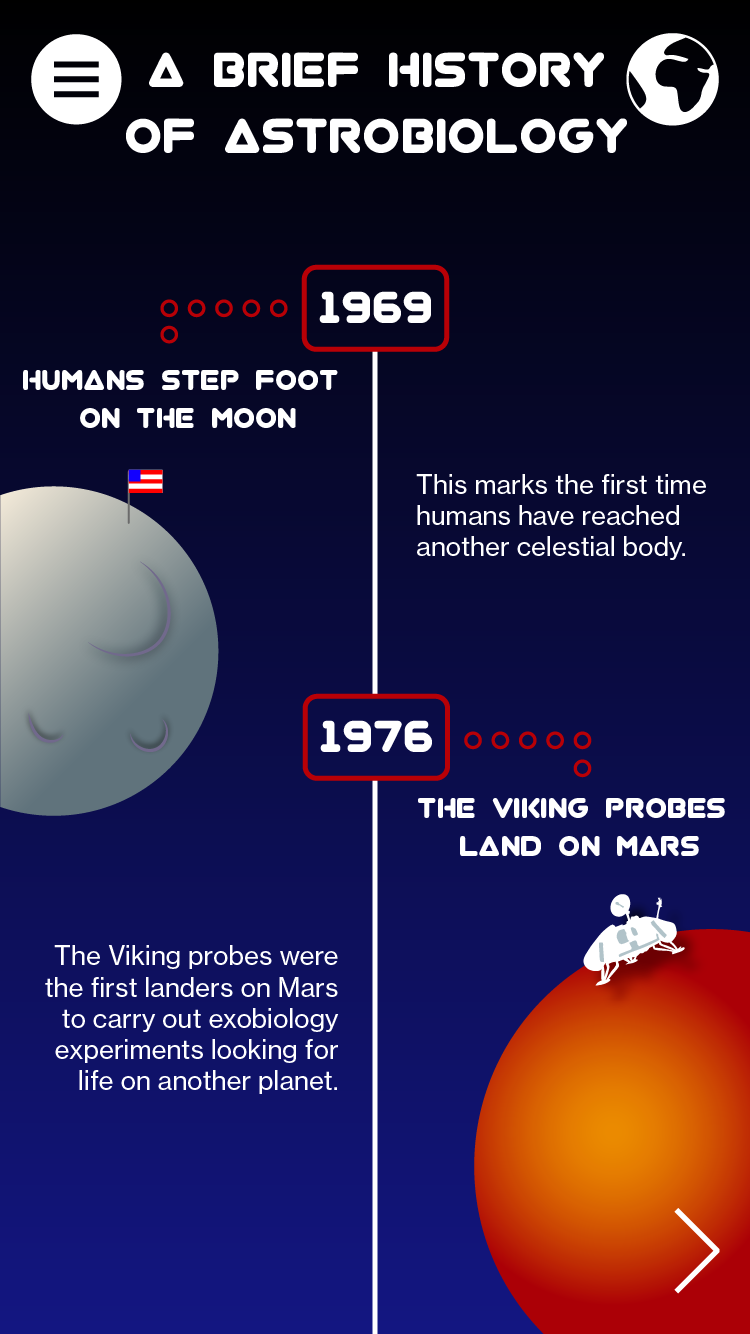 A BRIEF HISTORY
OF ASTROBIOLOGY
1969
HUMANS STEP FOOT
ON THE MOON
This marks the first time
humans have reached
another celestial body.
1976
THE VIKING PROBES
LAND ON MARS
The Viking probes were
the first landers on Mars
to carry out exobiology
experiments looking for
life on another planet.